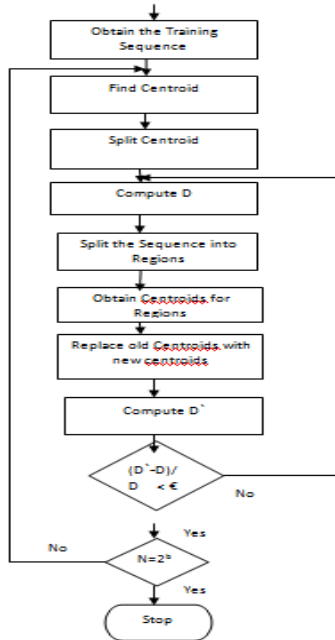 Obtain the Training
Sequence
Find Centroid
Split Centroid
Compute D
Split the Sequence into
Regions
Obtain Centroids for
Regions
Replace old Centroids with
new centroids
Compute D`
(D`-D)/
D < €
No
Yes
No
N=2ᵇ
Yes
Stop